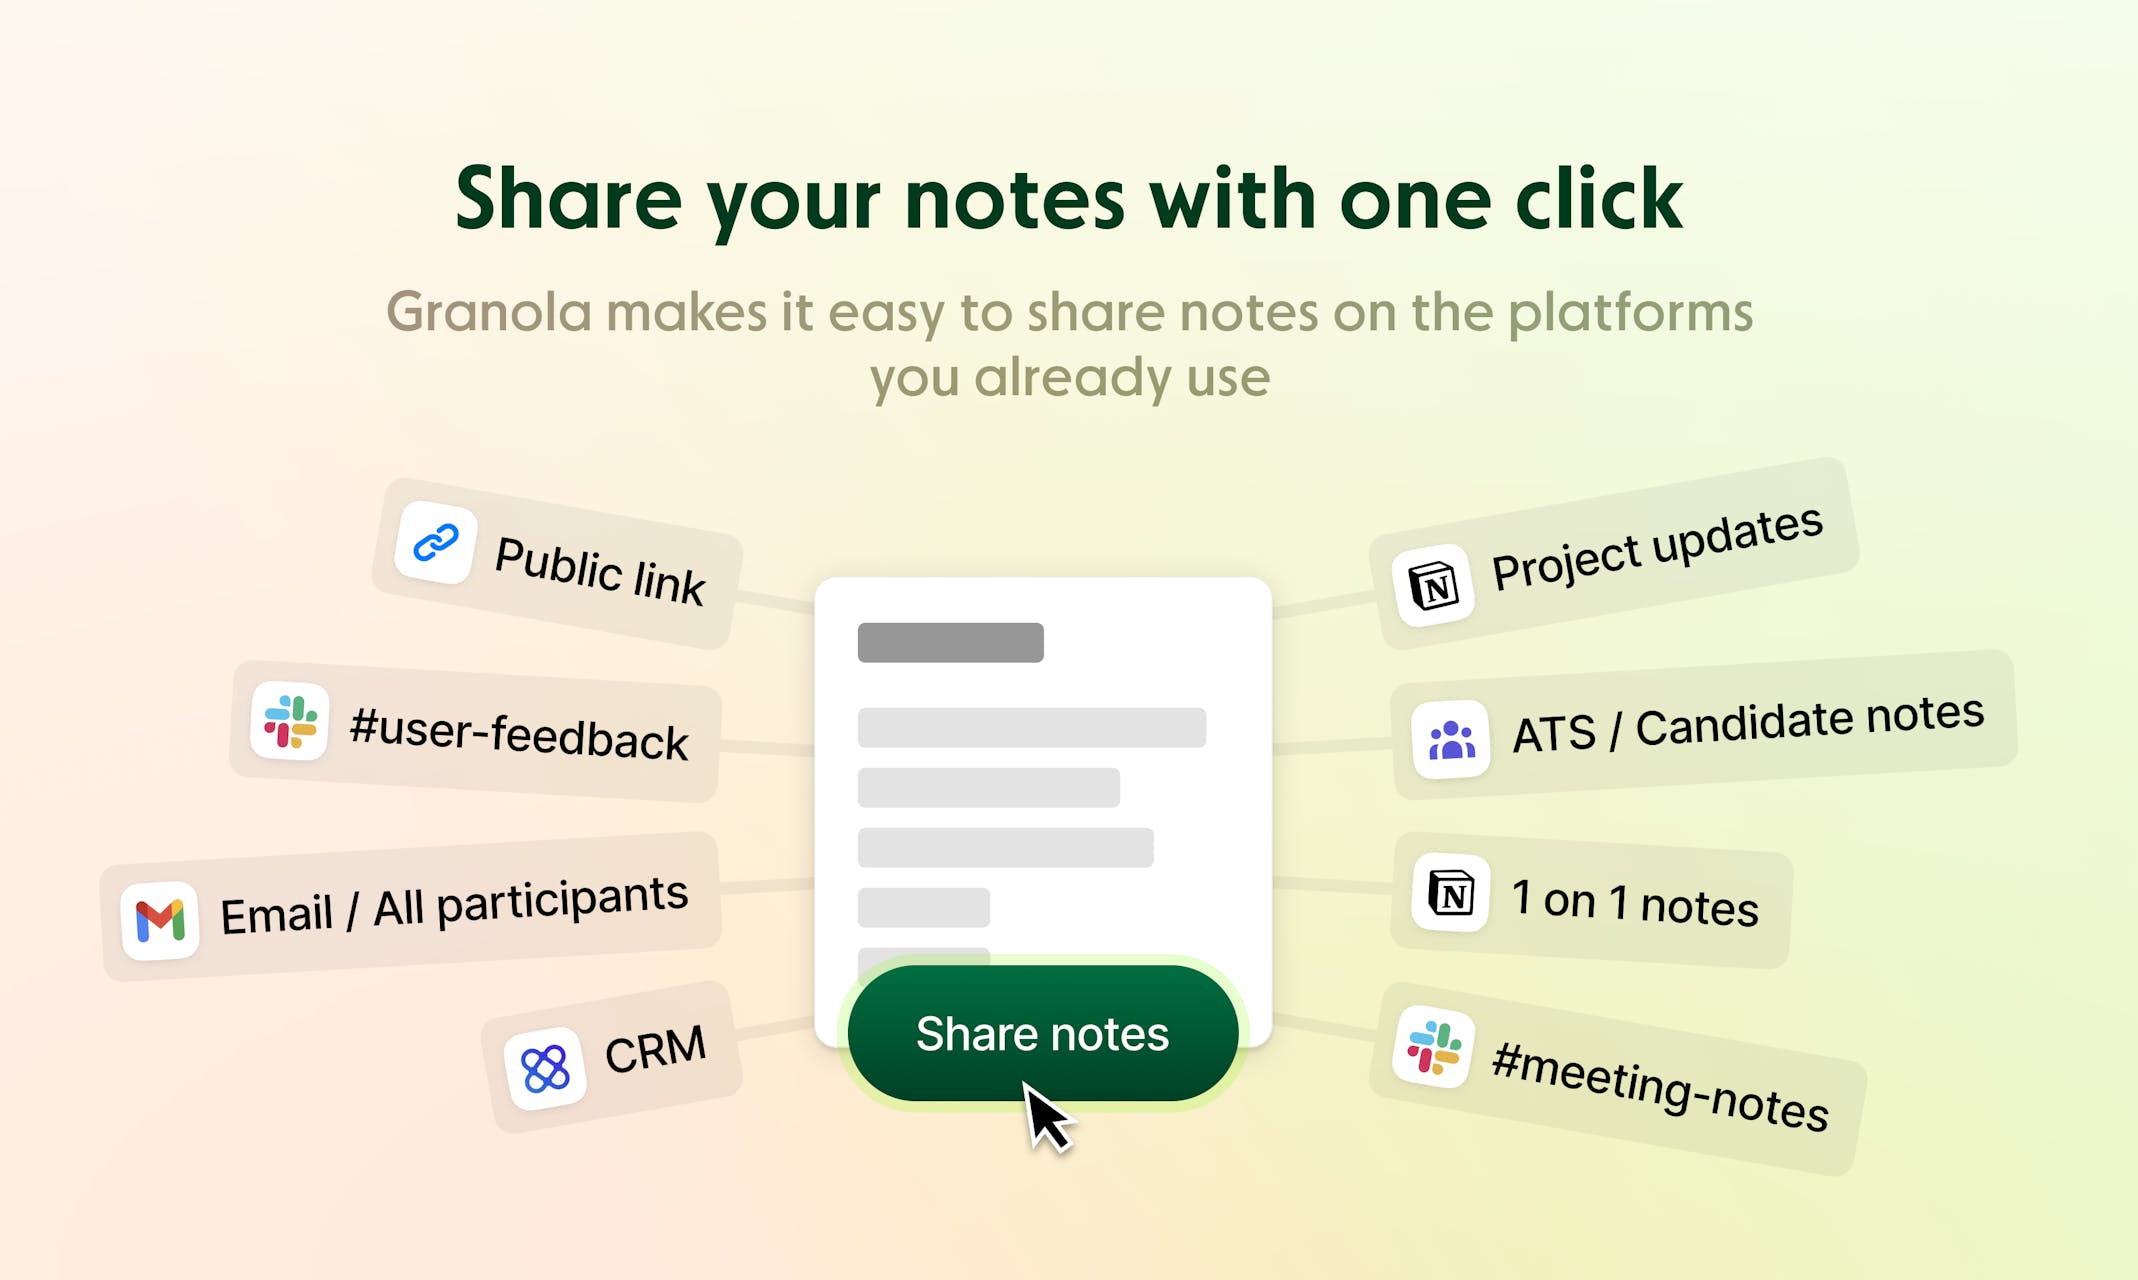 Share your notes with one click
Granola makes it easy to share notes on the platforms
you already use
Public link
#user-feedback
Email / All participants
CRM
Share notes
Project updates
ATS / Candidate notes
1 on 1 notes
#meeting-notes